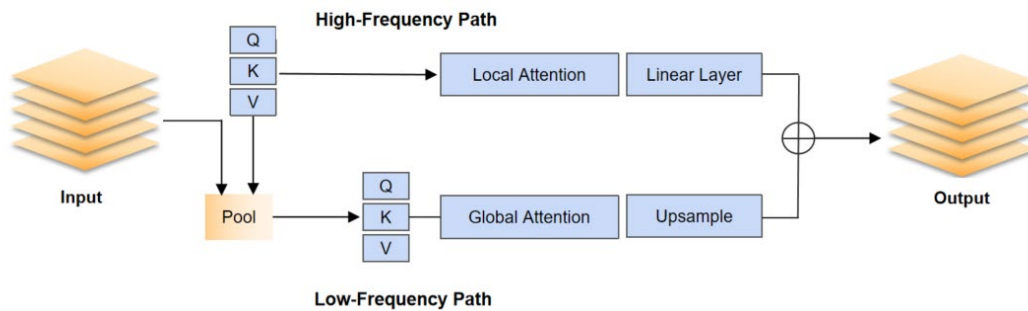 High-Frequency Path
Q
K
V
Local Attention
Linear Layer
Input
Pool
Q
K
V
Global Attention
Upsample
Output
Low-Frequency Path